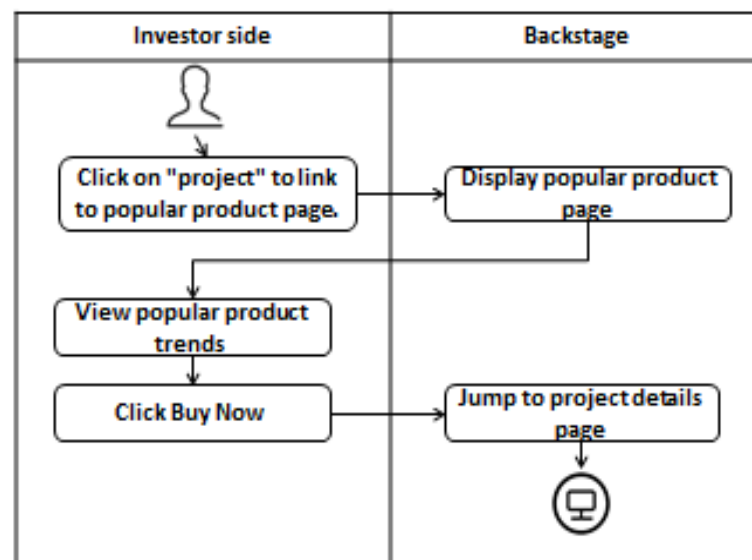 Investor side
Backstage
Click on "project" to link
to popular product page.
Display popular product
page
View popular product
trends
Click Buy Now
Jump to project details
page